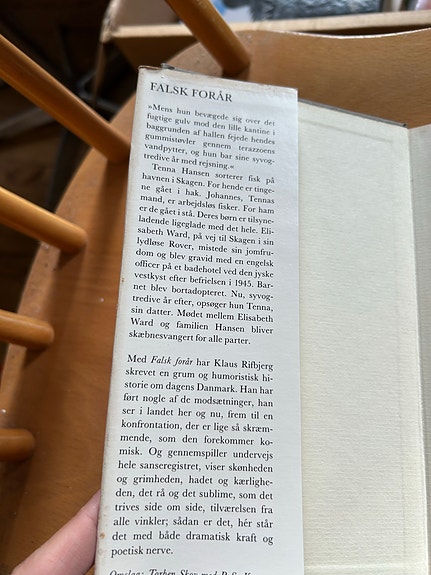 FALSK FORÅR
»Mens hun bevægede sig over det
fugtige gulv mod den lille kantine i
baggrunden af hallen fejede hendes
gummistøvler gennem terazzoens
vandpytter, og hun bar sine syvog-
tredive år med rejsning.«
Tenna Hansen sorterer fisk på
havnen i Skagen. For hende er tinge-
ne gået i hak. Johannes, Tennas
mand, er arbejdsløs fisker. For ham
er de gået i stå. Deres børn er tilsyne-
ladende ligeglade med det hele. Eli-
sabeth Ward, på vej til Skagen i sin
lydløse Rover, mistede sin jomfru-
dom og blev gravid med en engelsk
officer på et badehotel ved den jyske
vestkyst efter befrielsen i 1945. Bar-
net blev bortadopteret. Nu, syvog-
tredive år efter, opsøger hun Tenna,
sin datter. Mødet mellem Elisabeth
Ward og familien Hansen bliver
skæbnesvangert for alle parter.
Med Falsk forår har Klaus Rifbjerg
skrevet en grum og humoristisk hi-
storie om dagens Danmark. Han har
ført nogle af de modsætninger, han
ser i landet her og nu, frem til en
konfrontation, der er lige så skræm-
mende, som den forekommer ko-
misk. Og gennemspiller undervejs
hele sanseregistret, viser skønheden
og grimheden, hadet og kærlighe-
den, det rå og det sublime, som det
trives side om side, tilværelsen fra
alle vinkler; sådan er det, hér står
det med både dramatisk kraft og
poetisk nerve.
Omslag: Torben Skov med